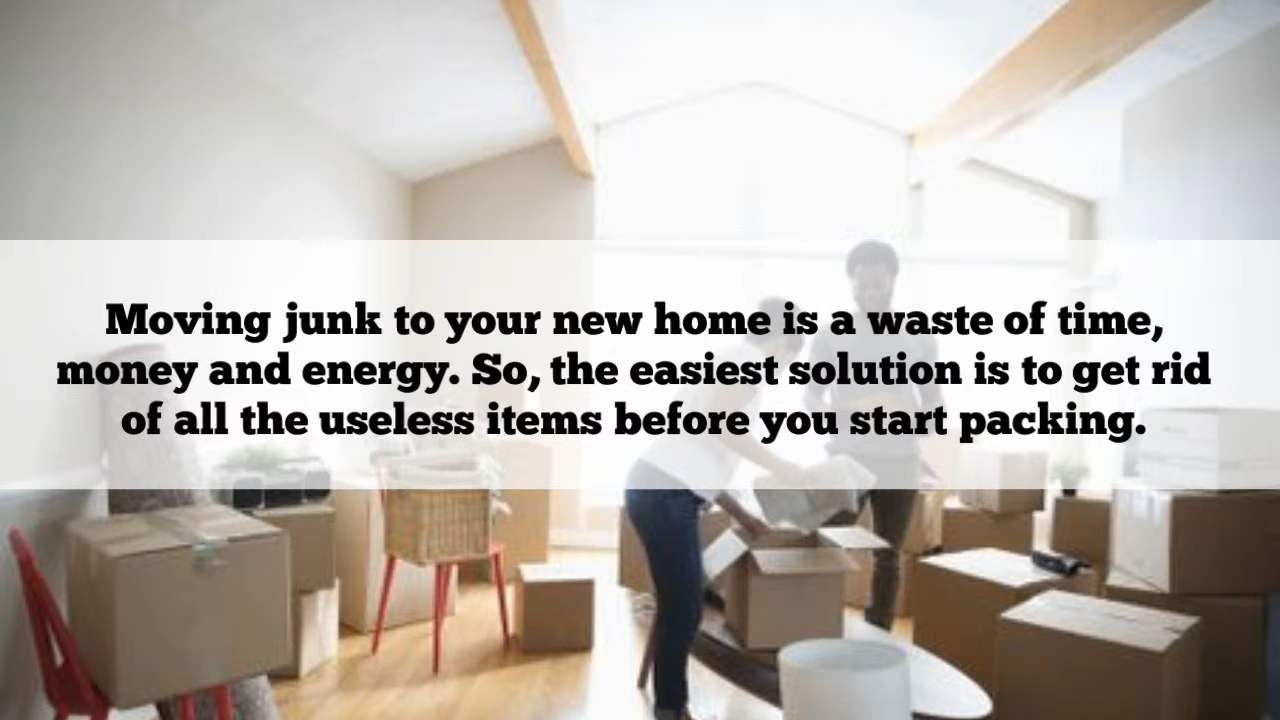 Moving junk to your new home is a waste of time,
money and energy. So, the easiest solution is to get rid
of all the useless items before you start packing.